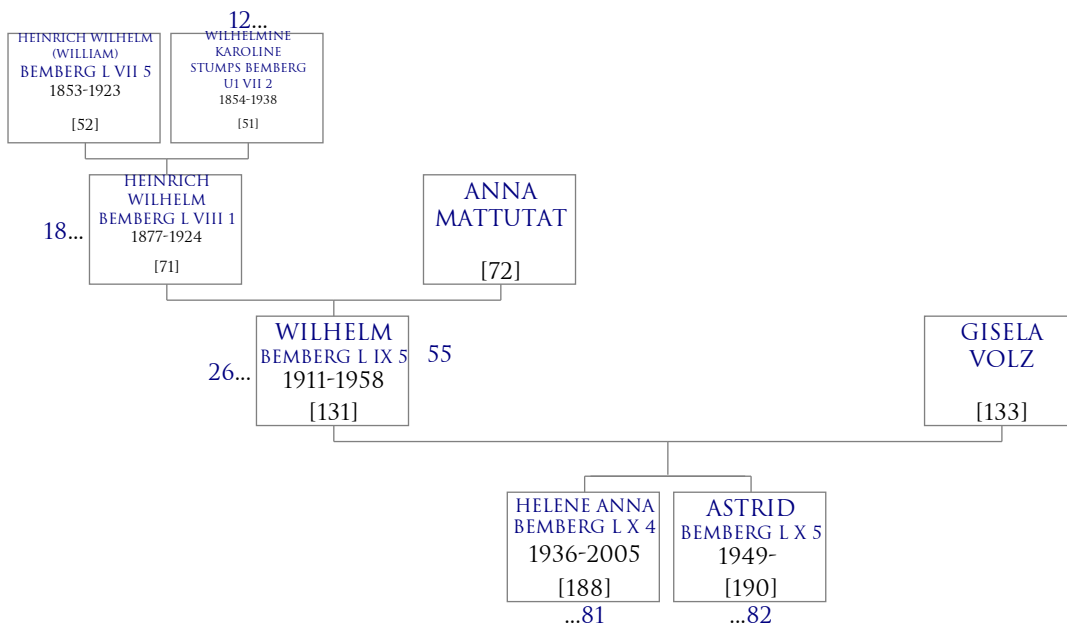 12...
HEINRICH WILHELM
(WILLIAM)
BEMBERG L VII 5
1853-1923
[52]
WILHELMINE
KAROLINE
STUMPS BEMBERG
U1 VII 2
1854-1938
[51]
18...
HEINRICH
WILHELM
BEMBERG L VIII 1
1877-1924
[71]
ANNA
MATTUTAT
[72]
26...
WILHELM
BEMBERG L IX 5
1911-1958
[131]
55
GISELA
VOLZ
[133]
HELENE ANNA
BEMBERG L X 4
1936-2005
[188]
...81
ASTRID
BEMBERG L X 5
1949-
[190]
...82